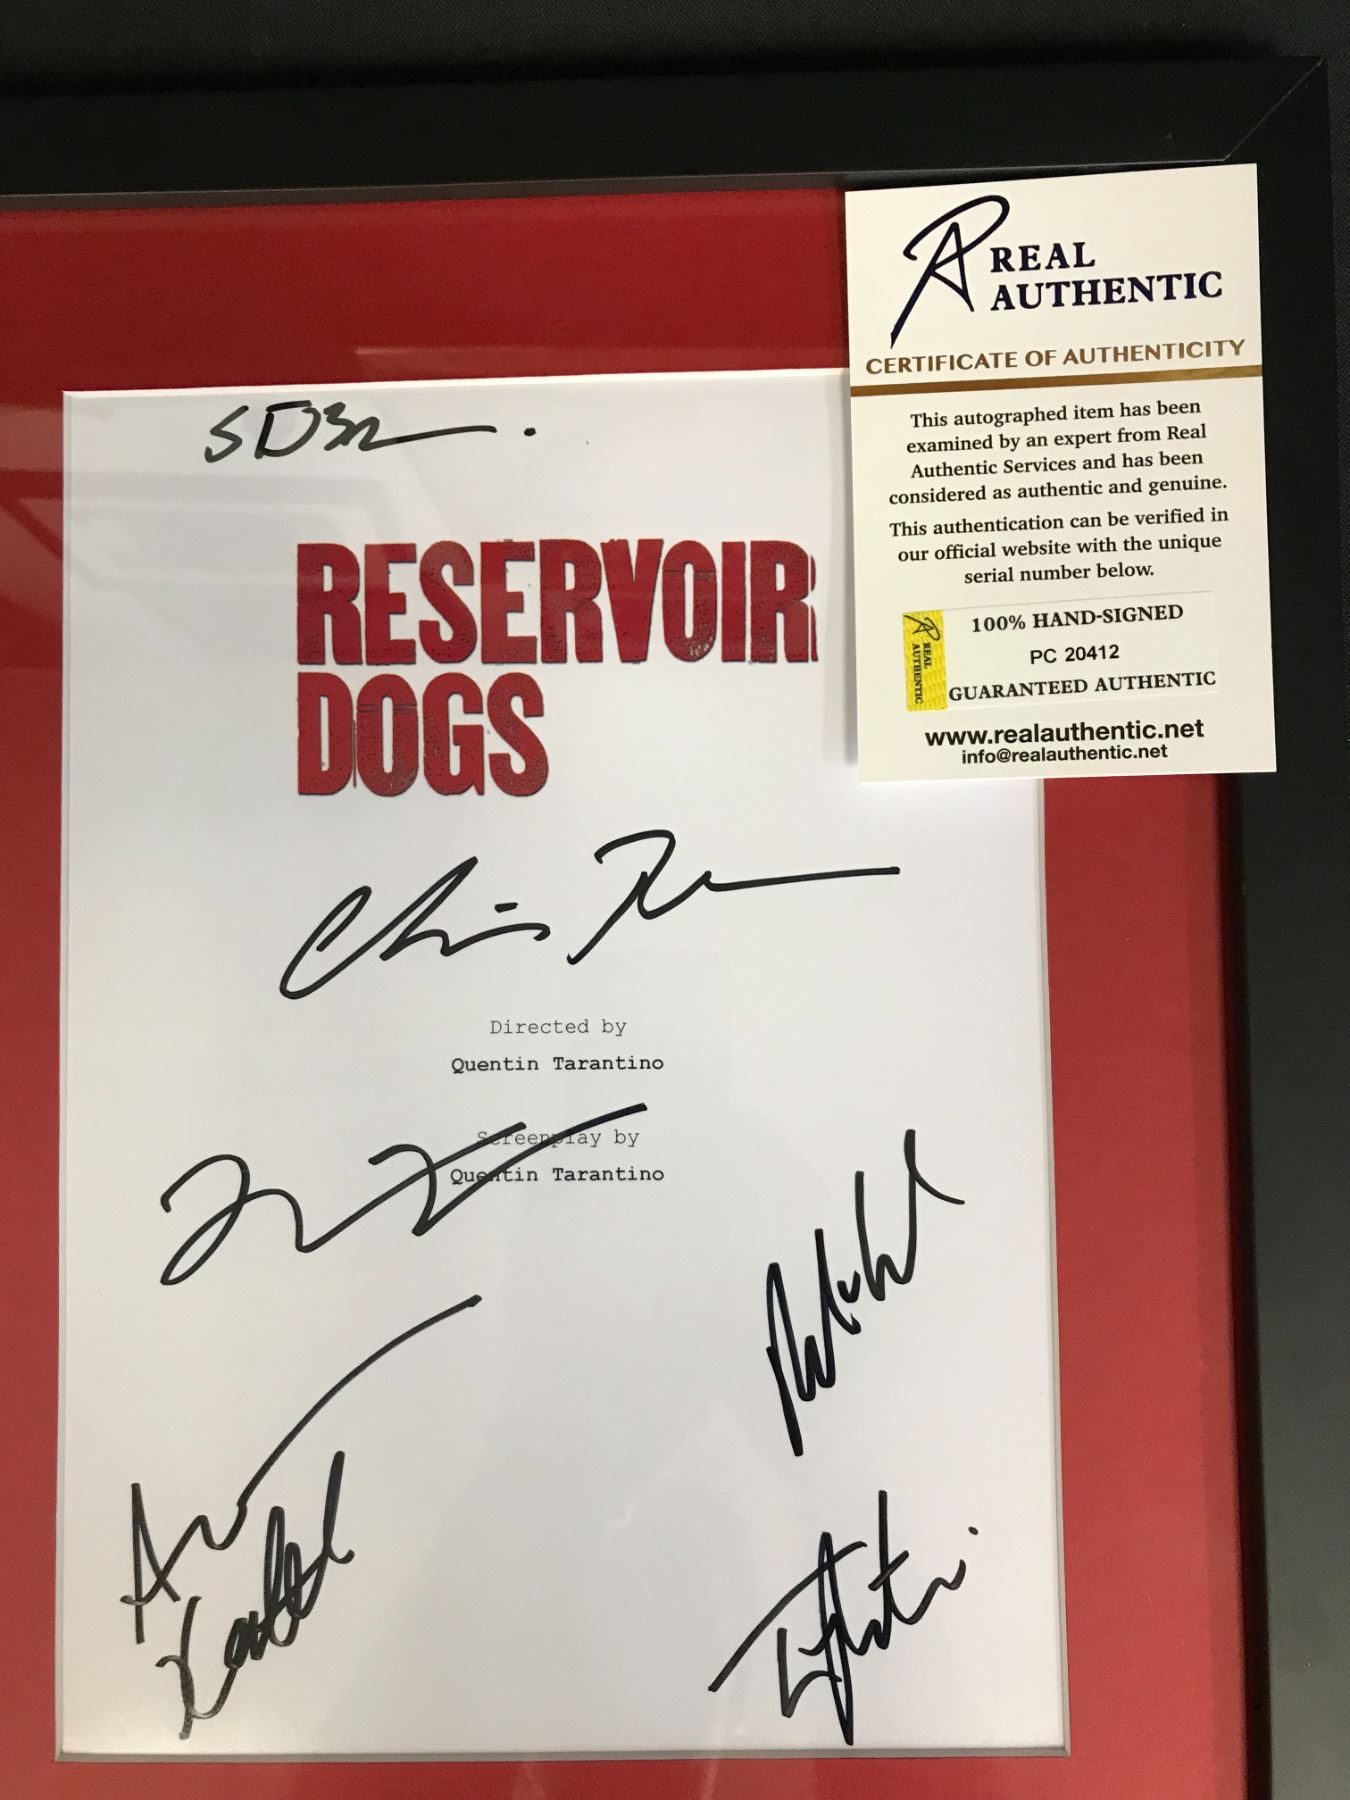 REAL
AUTHENTIC
CERTIFICATE OF AUTHENTICITY
This autographed item has been
examined by an expert from Real
Authentic Services and has been
considered as authentic and genuine.
This authentication can be verified in
our official website with the unique
serial number below.
REAL
AUTHENTIC
100% HAND-SIGNED
PC 20412
GUARANTEED AUTHENTIC
www.realauthentic.net
info@realauthentic.net
RESERVOIR
DOGS
Directed by
Quentin Tarantino
Screenplay by
Quentin Tarantino